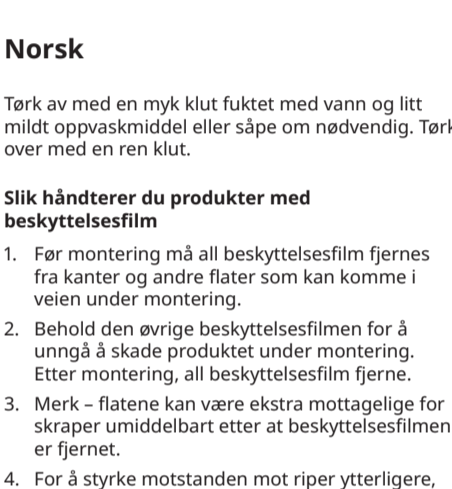 Norsk
Tørk av med en myk klut fuktet med vann og litt
mildt oppvaskmiddel eller såpe om nødvendig. Tørk
over med en ren klut.
Slik håndterer du produkter med
beskyttelsesfilm
1. Før montering må all beskyttelsesfilm fjernes
fra kanter og andre flater som kan komme i
veien under montering.
2. Behold den øvrige beskyttelsesfilmen for å
unngå å skade produktet under montering.
Etter montering, all beskyttelsesfilm fjerne.
3. Merk – flatene kan være ekstra mottagelige for
skraper umiddelbart etter at beskyttelsesfilmen
er fjernet.
4. For å styrke motstanden mot riper ytterligere,